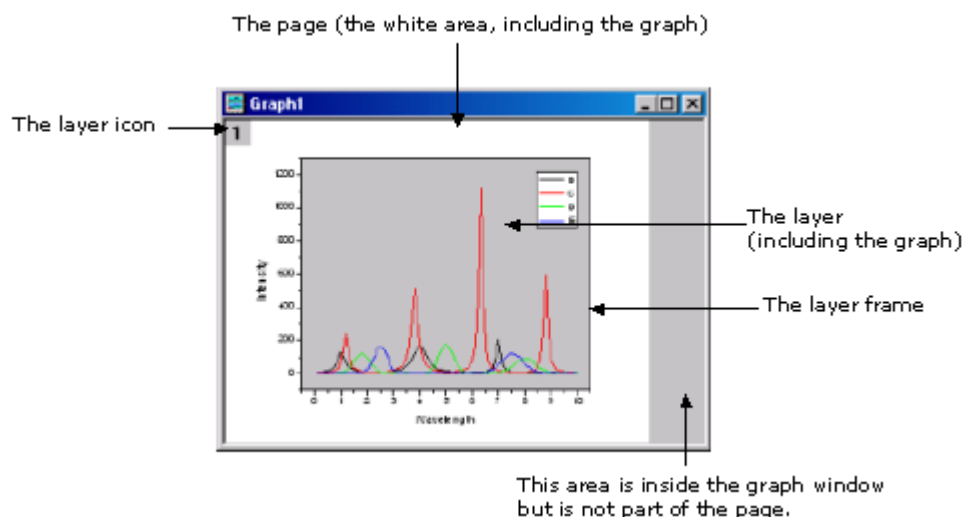 The page (the white area, including the graph)
Graph1
The layer icon
1
1200
1000
800
600
400
200
0
Intensity
0 1 2 3 4 5 6 7 8 9 10
Wavelength
The layer
(including the graph)
The layer frame
This area is inside the graph window
but is not part of the page.